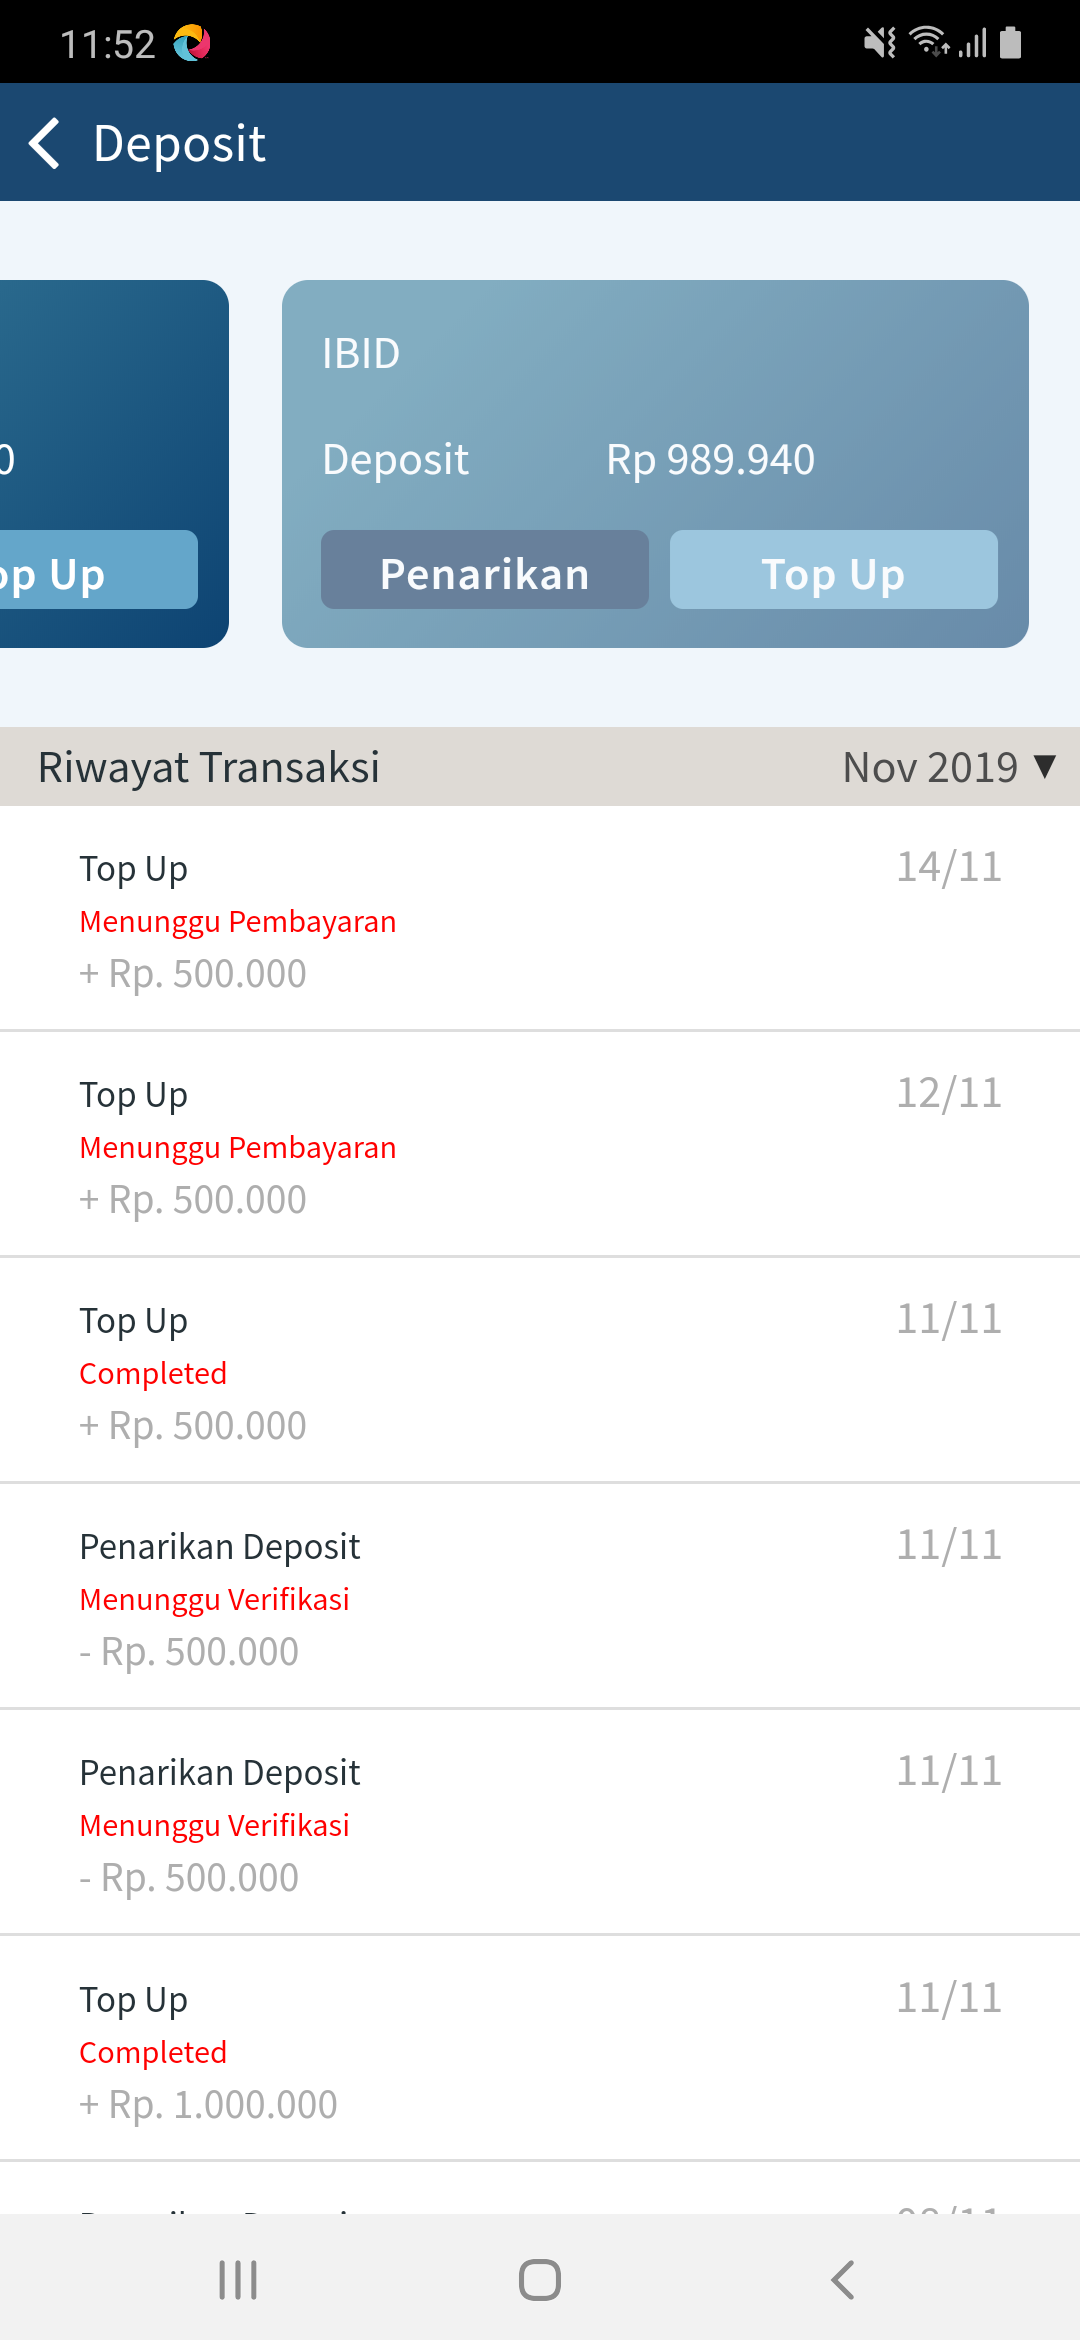 11:52
Deposit
0
op Up
IBID
Deposit Rp 989.940
Penarikan Top Up
Riwayat Transaksi Nov 2019 ▼
Top Up 14/11
Menunggu Pembayaran
+ Rp. 500.000
Top Up 12/11
Menunggu Pembayaran
+ Rp. 500.000
Top Up 11/11
Completed
+ Rp. 500.000
Penarikan Deposit 11/11
Menunggu Verifikasi
- Rp. 500.000
Penarikan Deposit 11/11
Menunggu Verifikasi
- Rp. 500.000
Top Up 11/11
Completed
+ Rp. 1.000.000